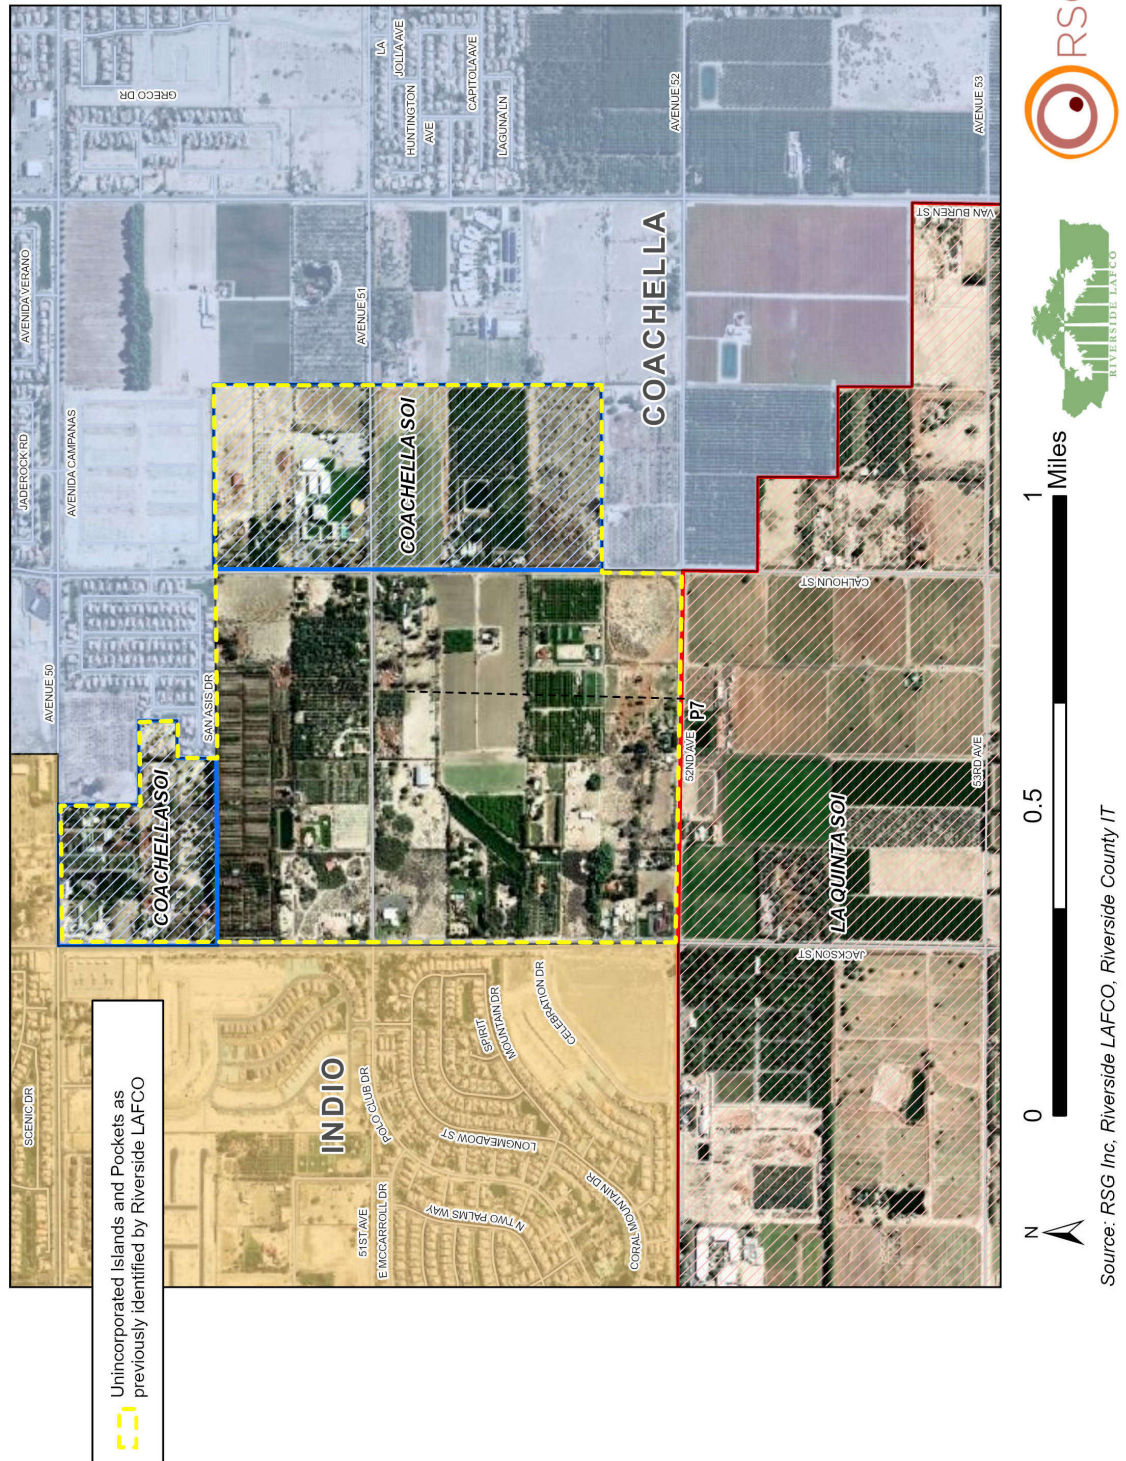 Unincorporated Islands and Pockets as
previously identified by Riverside LAFCO
SCENIC DR
JADEROCK RD
AVENIDA VERANO
AVENIDA CAMPANAS
AVENUE 50
GRECO DR
LA
JOLLA AVE
HUNTINGTON
AVE
CAPITOLA AVE
LAGUNA LN
SAN ASIS DR
COACHELLA SOI
COACHELLA SOI
AVENUE 51
COACHELLA
AVENUE 52
AVENUE 53
VAN BUREN ST
CALHOUN ST
INDIO
POLO CLUB DR
51ST AVE
E MCCARROLL DR
SPIRIT
MOUNTAIN DR
CELEBRATION DR
LONGMEADOW ST
N TWO PALMS WAY
CORAL MOUNTAIN DR
52ND AVE
P7
53RD AVE
LA QUINTA SOI
JACKSON ST
N
0
0.5
1
Miles
RIVERSIDE LAFCO
Source: RSG Inc, Riverside LAFCO, Riverside County IT